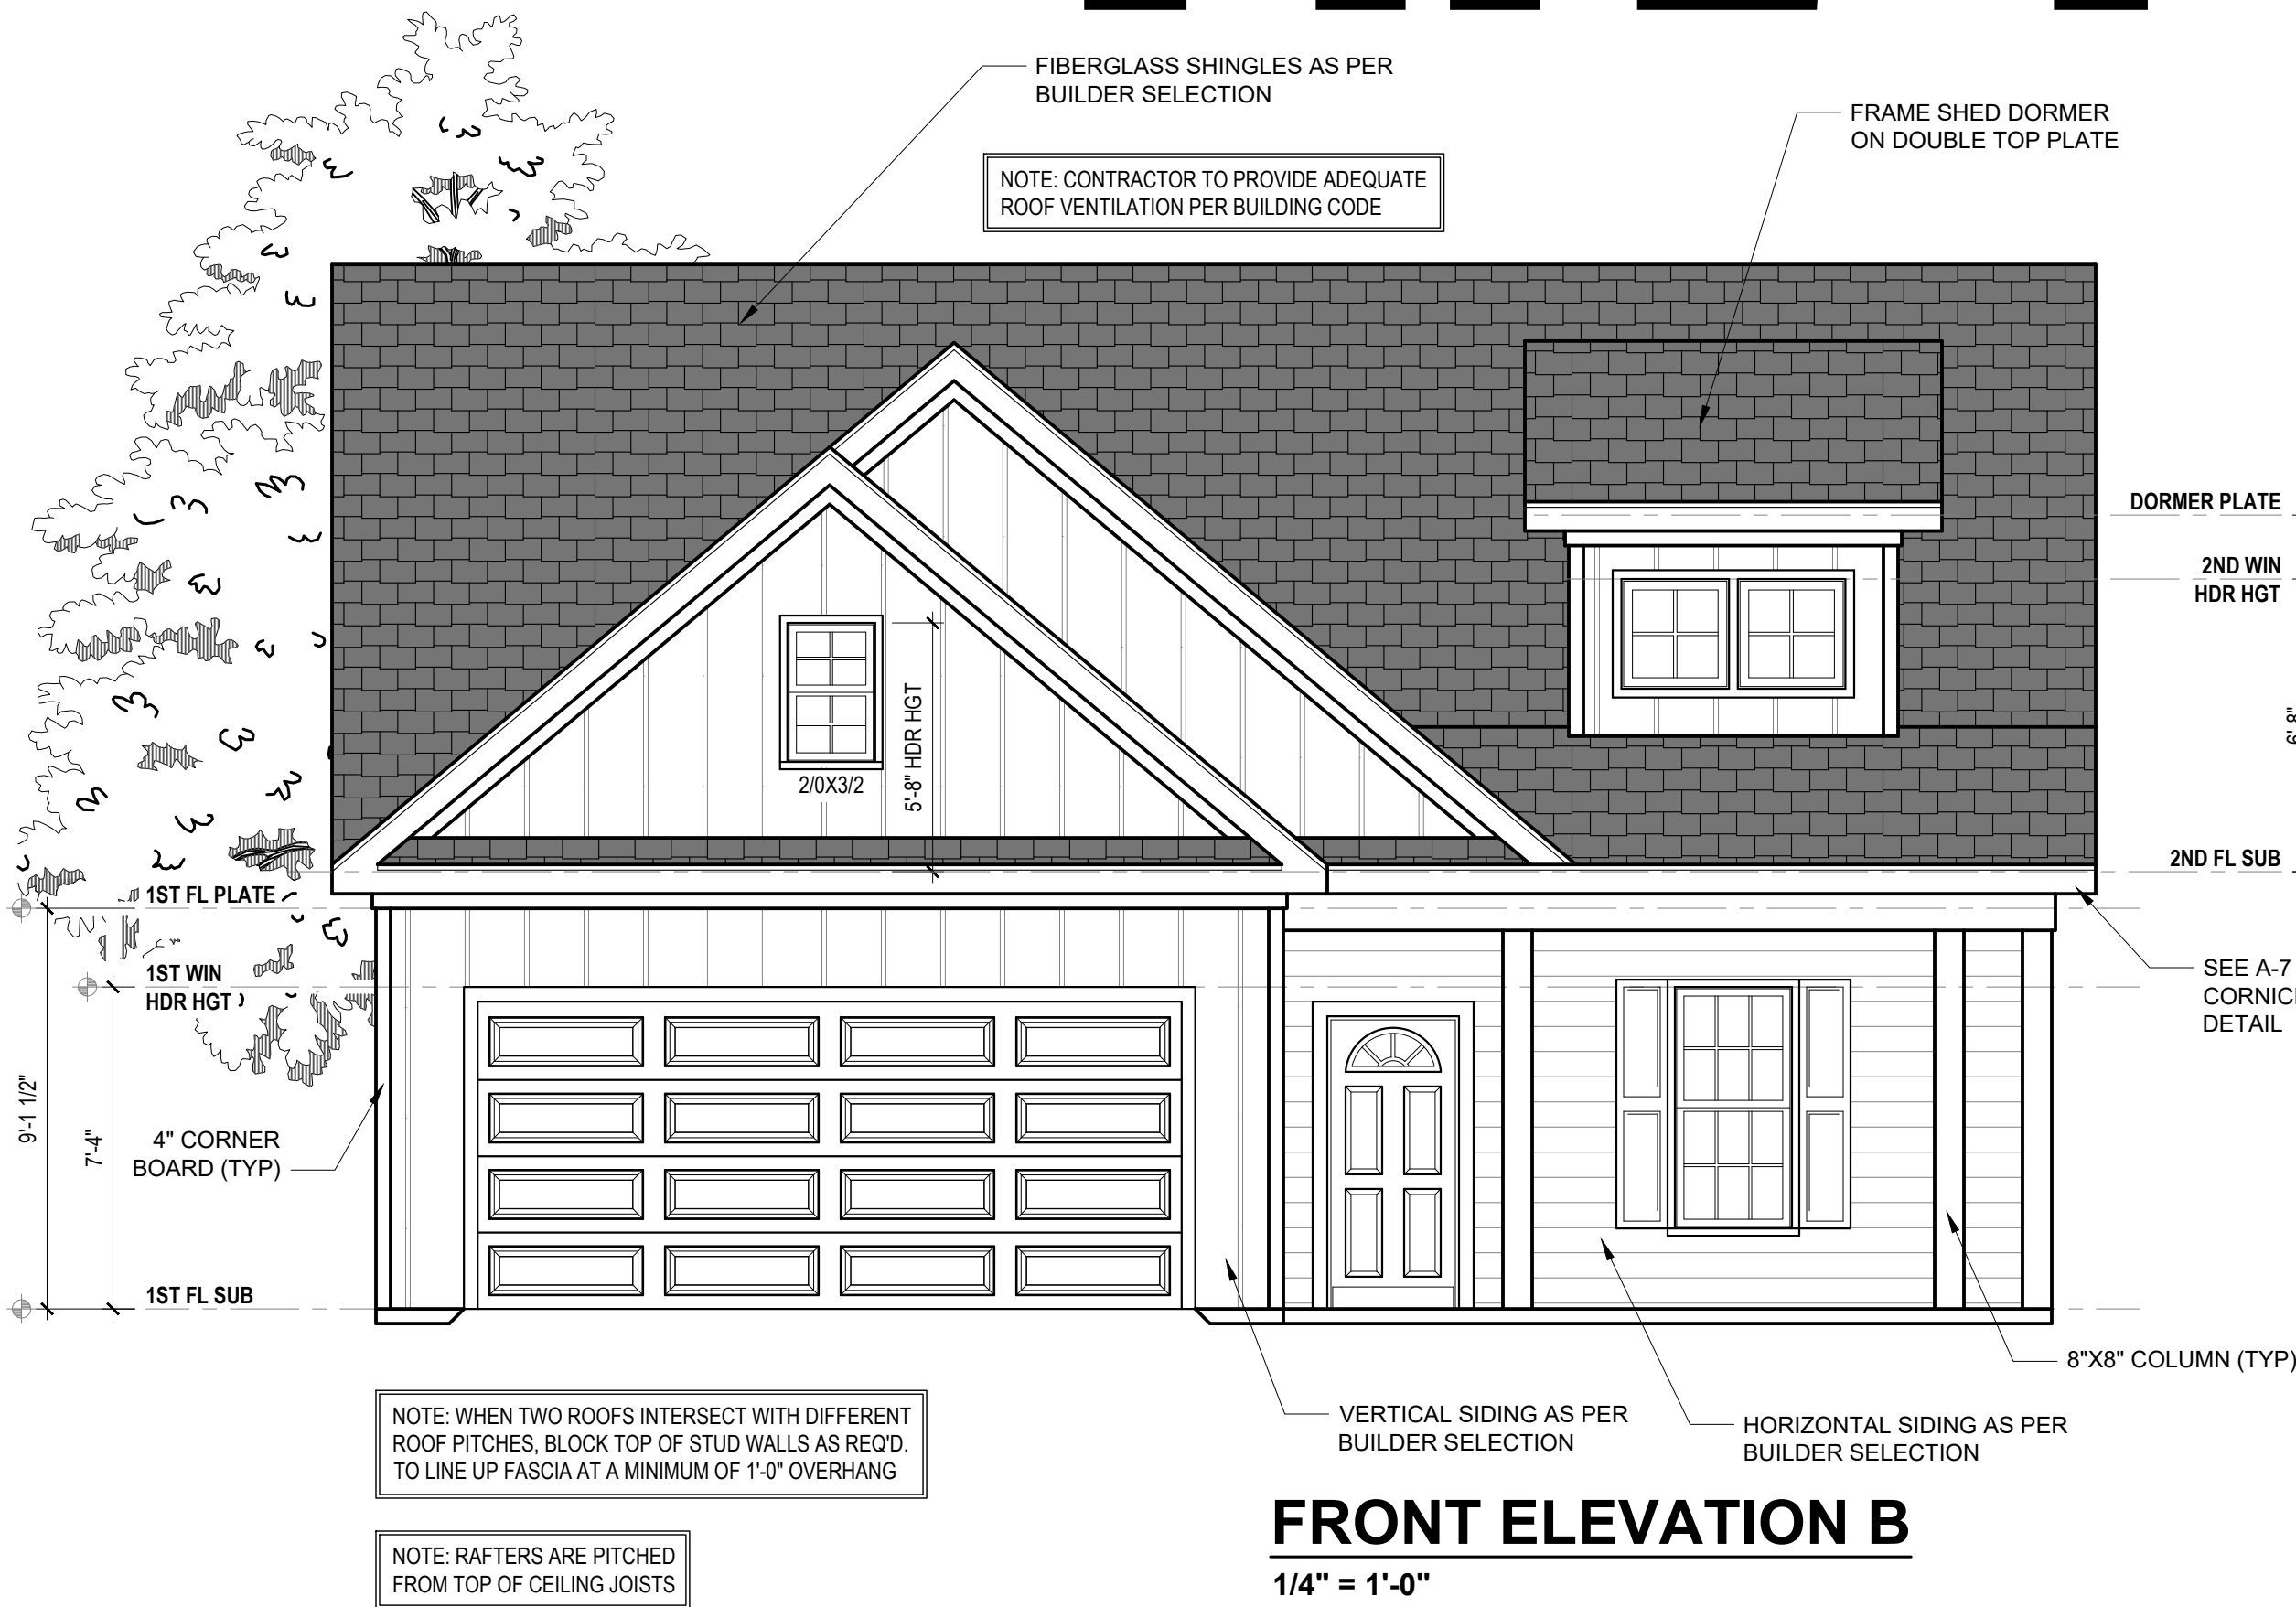 FIBERGLASS SHINGLES AS PER
BUILDER SELECTION
FRAME SHED DORMER
ON DOUBLE TOP PLATE
NOTE: CONTRACTOR TO PROVIDE ADEQUATE
ROOF VENTILATION PER BUILDING CODE
DORMER PLATE
2ND WIN
HDR HGT
6'-8"
5'-8" HDR HGT
2/0X3/2
2ND FL SUB
1ST FL PLATE
1ST WIN
HDR HGT
SEE A-7
CORNIC
DETAIL
9'-1 1/2"
7'-4"
4" CORNER
BOARD (TYP)
1ST FL SUB
8"X8" COLUMN (TYP)
VERTICAL SIDING AS PER
BUILDER SELECTION
HORIZONTAL SIDING AS PER
BUILDER SELECTION
NOTE: WHEN TWO ROOFS INTERSECT WITH DIFFERENT
ROOF PITCHES, BLOCK TOP OF STUD WALLS AS REQ'D.
TO LINE UP FASCIA AT A MINIMUM OF 1'-0" OVERHANG
NOTE: RAFTERS ARE PITCHED
FROM TOP OF CEILING JOISTS
FRONT ELEVATION B
1/4" = 1'-0"